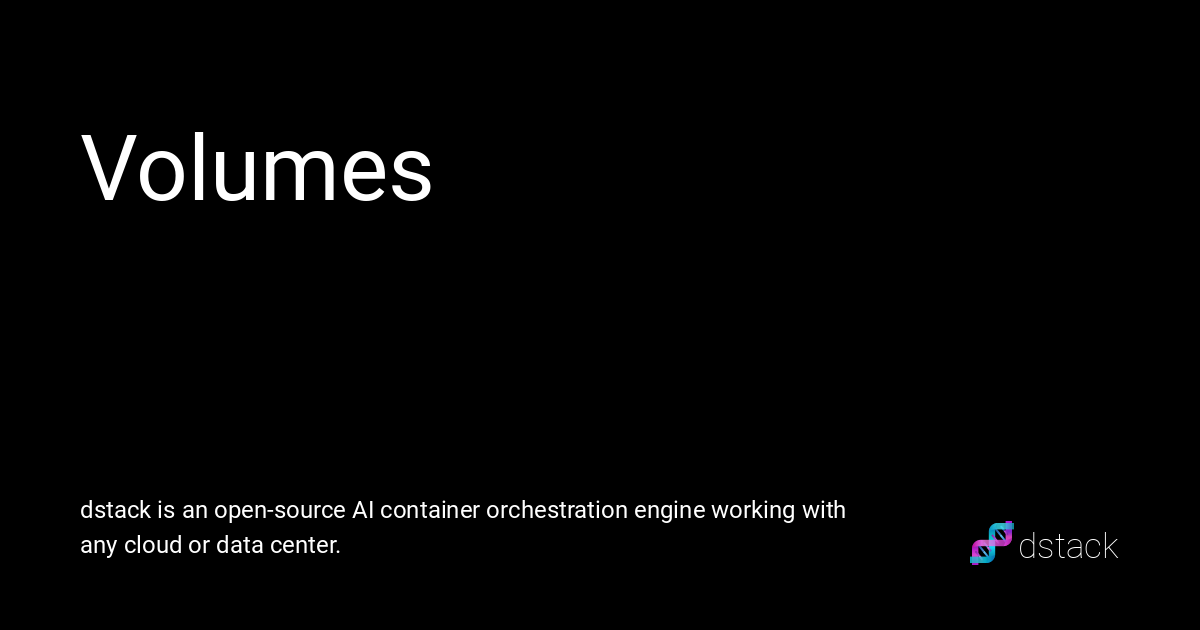 Volumes
dstack is an open-source AI container orchestration engine working with
any cloud or data center.
dstack